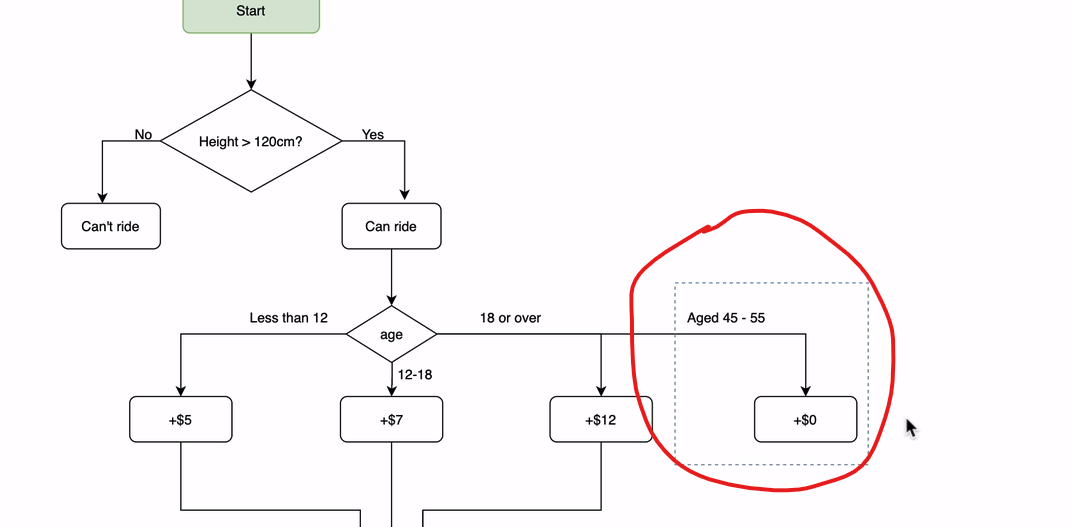 Start
No
Yes
Height > 120cm?
Can't ride
Can ride
Less than 12
18 or over
Aged 45 - 55
age
12-18
+$5
+$7
+$12
+$0